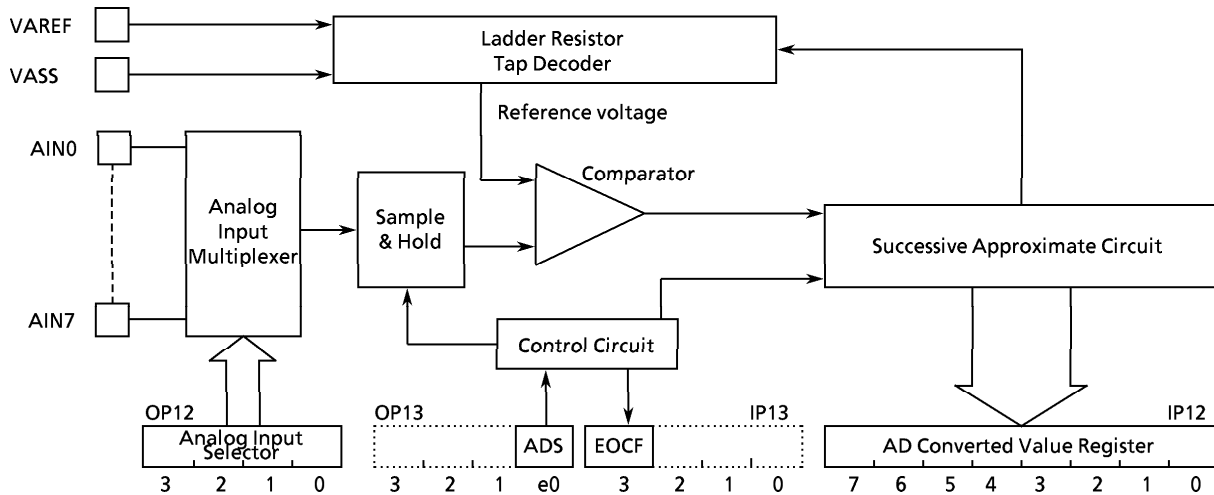 VAREF
Ladder Resistor
Tap Decoder
VASS
Reference voltage
AIN0
Comparator
Analog
Input
Multiplexer
Sample
& Hold
Successive Approximate Circuit
AIN7
Control Circuit
OP12
OP13
IP13
IP12
Analog Input
Selector
ADS
EOCF
AD Converted Value Register
3 2 1 0
3 2 1 e0
3 2 1 0
7 6 5 4 3 2 1 0